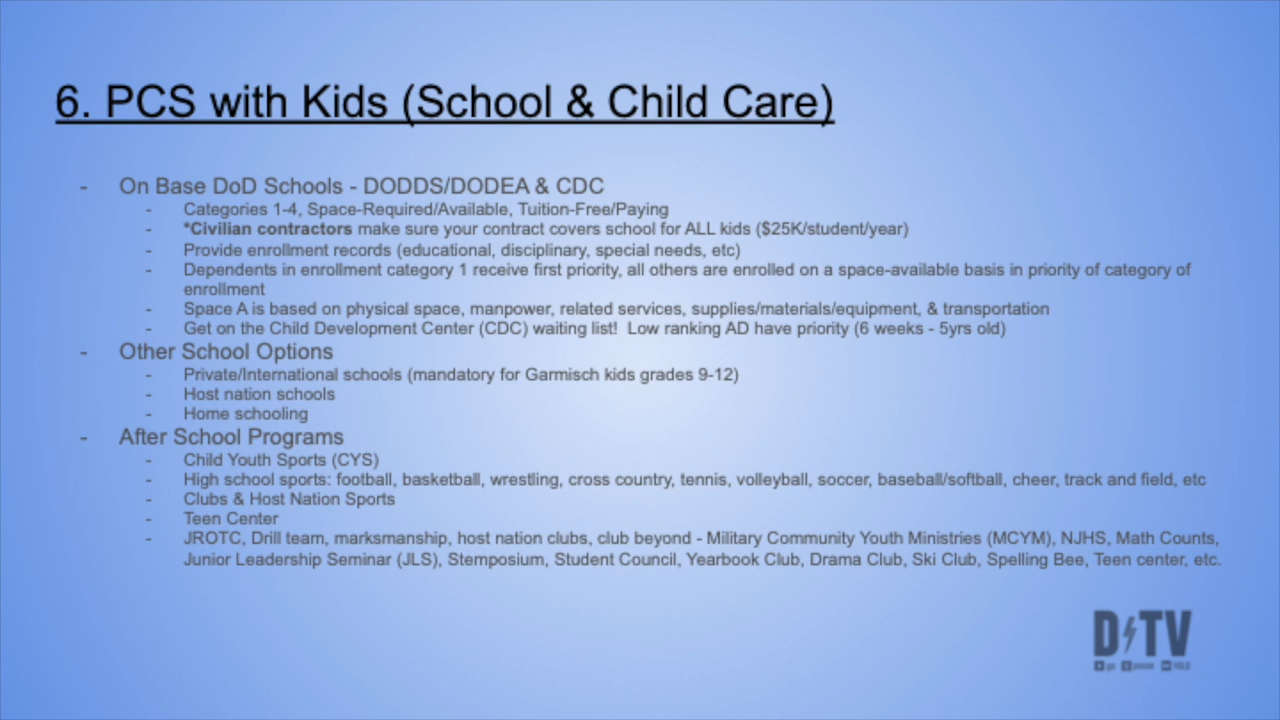 6. PCS with Kids (School & Child Care)
- On Base DoD Schools - DODDS/DODEA & CDC
- Categories 1-4, Space-Required/Available, Tuition-Free/Paying
- *Civilian contractors make sure your contract covers school for ALL kids ($25K/student/year)
- Provide enrollment records (educational, disciplinary, special needs, etc)
- Dependents in enrollment category 1 receive first priority, all others are enrolled on a space-available basis in priority of category of
enrollment
- Space A is based on physical space, manpower, related services, supplies/materials/equipment, & transportation
- Get on the Child Development Center (CDC) waiting list! Low ranking AD have priority (6 weeks - 5yrs old)
- Other School Options
- Private/International schools (mandatory for Garmisch kids grades 9-12)
- Host nation schools
- Home schooling
- After School Programs
- Child Youth Sports (CYS)
- High school sports: football, basketball, wrestling, cross country, tennis, volleyball, soccer, baseball/softball, cheer, track and field, etc
- Clubs & Host Nation Sports
- Teen Center
- JROTC, Drill team, marksmanship, host nation clubs, club beyond - Military Community Youth Ministries (MCYM), NJHS, Math Counts,
Junior Leadership Seminar (JLS), Stemposium, Student Council, Yearbook Club, Drama Club, Ski Club, Spelling Bee, Teen center, etc.
D TV